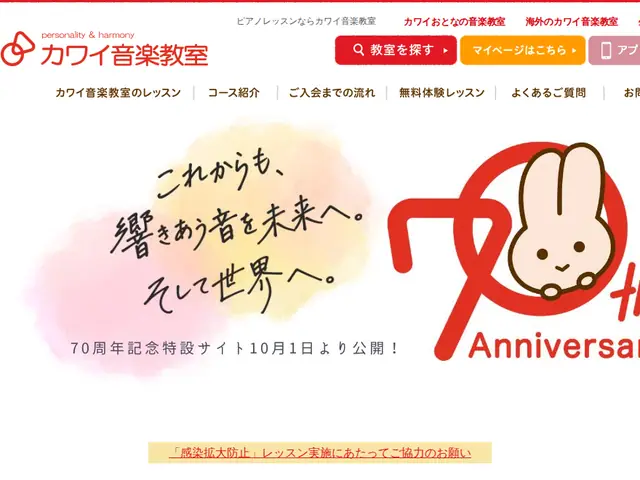 ピアノレッスンならカワイ音楽教室
カワイおとなの音楽教室
海外のカワイ音楽教室
personality & harmony
カワイ音楽教室
教室を探す
マイページはこちら
アプ
カワイ音楽教室のレッスン
コース紹介
ご入会までの流れ
無料体験レッスン
よくあるご質問
お問
これからも、
響きあう音を未来へ。
そして世界へ。
70周年記念特設サイト10月1日より公開！
70th
Anniversar
「感染拡大防止」レッスン実施にあたってご協力のお願い